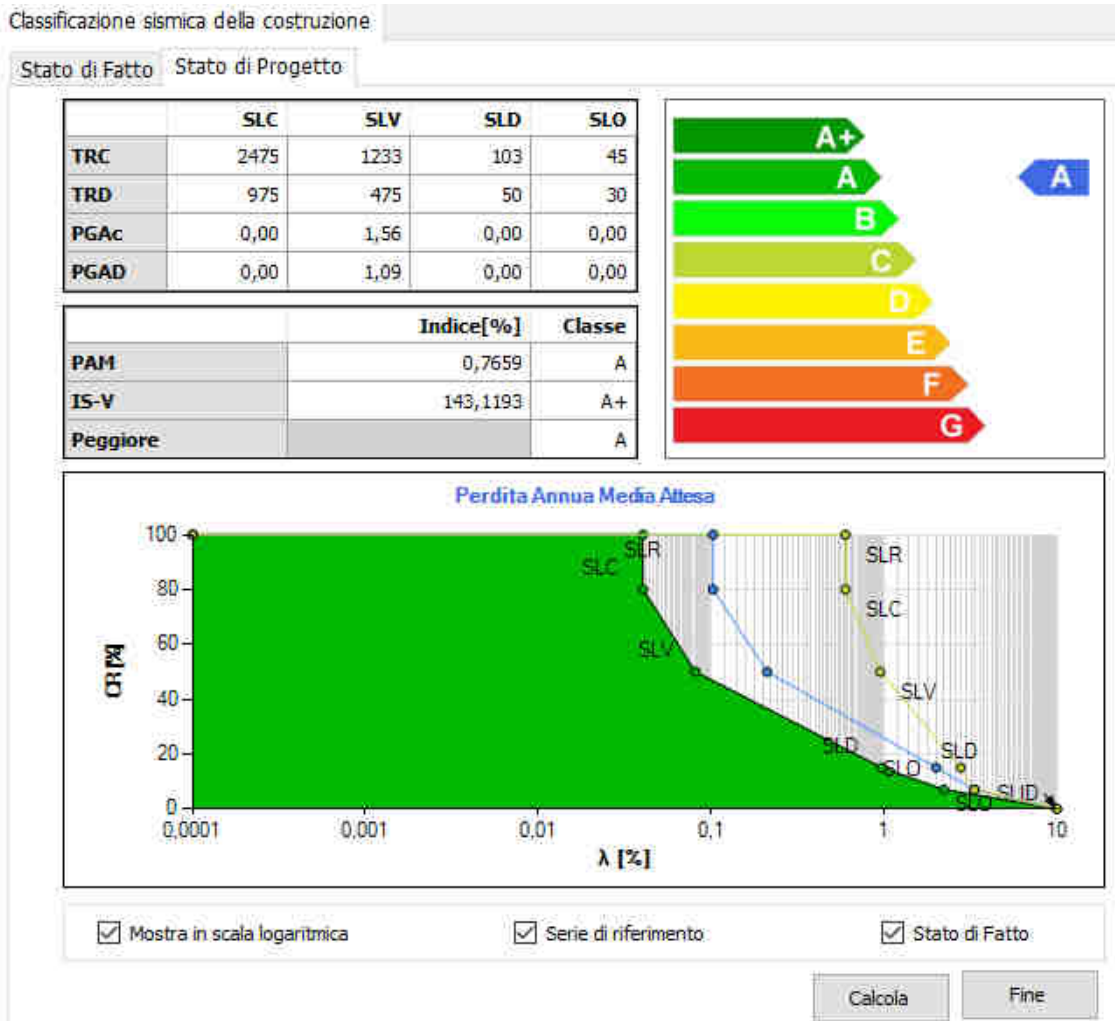 Classificazione sismica della costruzione
Stato di Fatto Stato di Progetto
SLC SLV SLD SLO
TRC 2475 1233 103 45
TRD 975 475 50 30
PGAc 0,00 1,56 0,00 0,00
PGAD 0,00 1,09 0,00 0,00
Indice[%] Classe
PAM 0,7659 A
IS-V 143,1193 A+
Peggiore A
A+
A
A
B
C
D
E
F
G
Perdita Annua Media Attesa
CR [%]
100
80
60
40
20
0
SLR
SLC
SLV
SLD
SLO
SLR
SLC
SLV
SLD
SLID
0,0001 0,001 0,01 0,1 1 10
λ [%]
Mostra in scala logaritmica Serie di riferimento Stato di Fatto
Calcola Fine